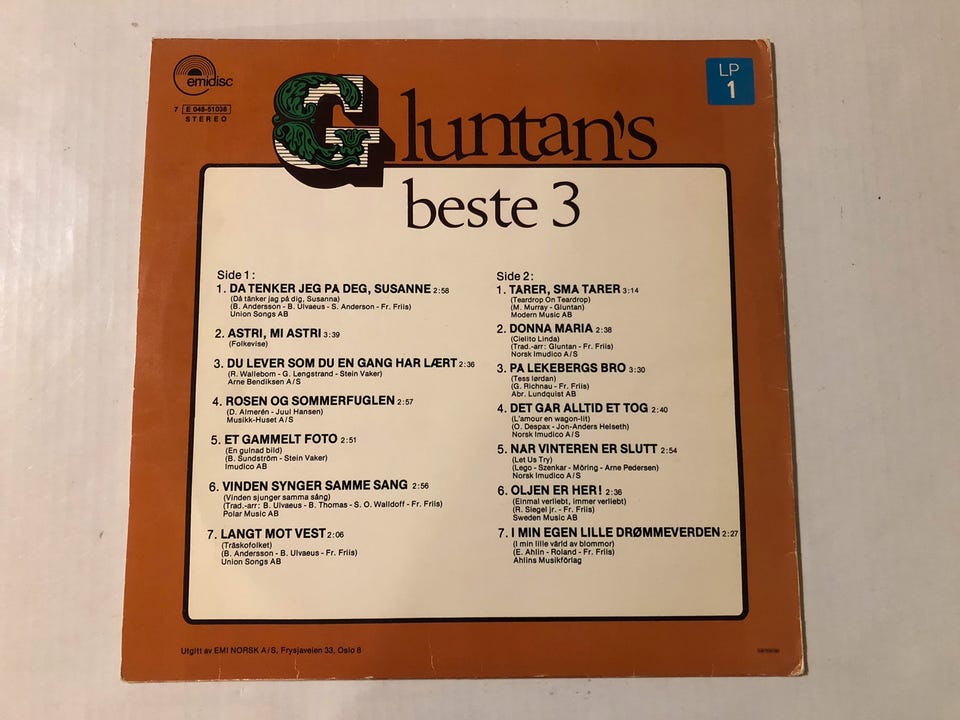 emidisc
7 E 048-51038
STEREO
LP
1
Gluntan's
beste 3
Side 1:
1. DA TENKER JEG PA DEG, SUSANNE 2:58
(Då tänker jag på dig, Susanna)
(B. Andersson - B. Ulvaeus - S. Anderson - Fr. Friis)
Union Songs AB
2. ASTRI, MI ASTRI 3:39
(Folkevise)
3. DU LEVER SOM DU EN GANG HAR LÆRT 2:36
(R. Wallebom - G. Lengstrand - Stein Vaker)
Arne Bendiksen A/S
4. ROSEN OG SOMMERFUGLEN 2:57
(D. Almerén - Juul Hansen)
Musikk-Huset A/S
5. ET GAMMELT FOTO 2:51
(En gulnad bild)
(B. Sundström - Stein Vaker)
Imudico AB
6. VINDEN SYNGER SAMME SANG 2:56
(Vinden sjunger samma sång)
(Trad.-arr: B. Ulvaeus - B. Thomas - S. O. Walldoff - Fr. Friis)
Polar Music AB
7. LANGT MOT VEST 2:06
(Träskofolket)
(B. Andersson - B. Ulvaeus - Fr. Friis)
Union Songs AB
Side 2:
1. TARER, SMA TARER 3:14
(Teardrop On Teardrop)
(M. Murray - Gluntan)
Modern Music AB
2. DONNA MARIA 2:38
(Cielito Linda)
(Trad.-arr: Gluntan - Fr. Friis)
Norsk Imudico A/S
3. PA LEKEBERGS BRO 3:30
(Tess lørdan)
(G. Richnau - Fr. Friis)
Abr. Lundquist AB
4. DET GAR ALLTID ET TOG 2:40
(L'amour en wagon-lit)
(O. Despax - Jon-Anders Helseth)
Norsk Imudico A/S
5. NAR VINTEREN ER SLUTT 2:54
(Let Us Try)
(Lego - Szenkar - Möring - Arne Pedersen)
Norsk Imudico A/S
6. OLJEN ER HER! 2:36
(Einmal verliebt, immer verliebt)
(R. Siegel jr. - Fr. Friis)
Sweden Music AB
7. I MIN EGEN LILLE DRØMMEVERDEN 2:27
(I min lille värld av blommor)
(E. Ahlin - Roland - Fr. Friis)
Ahlins Musikförlag
Utgitt av EMI NORSK A/S, Frysjaveien 33, Oslo 8